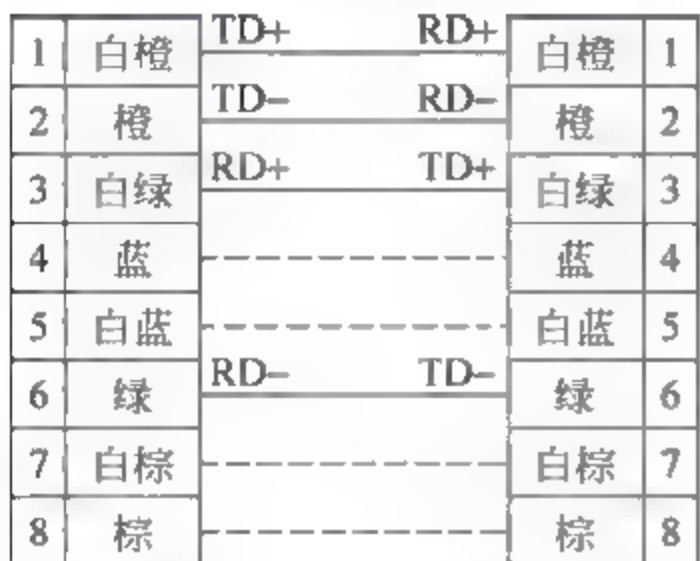 TD+ RD+
1 白橙 白橙 1
TD− RD−
2 橙 橙 2
RD+ TD+
3 白绿 白绿 3
4 蓝 蓝 4
5 白蓝 白蓝 5
RD− TD−
6 绿 绿 6
7 白棕 白棕 7
8 棕 棕 8